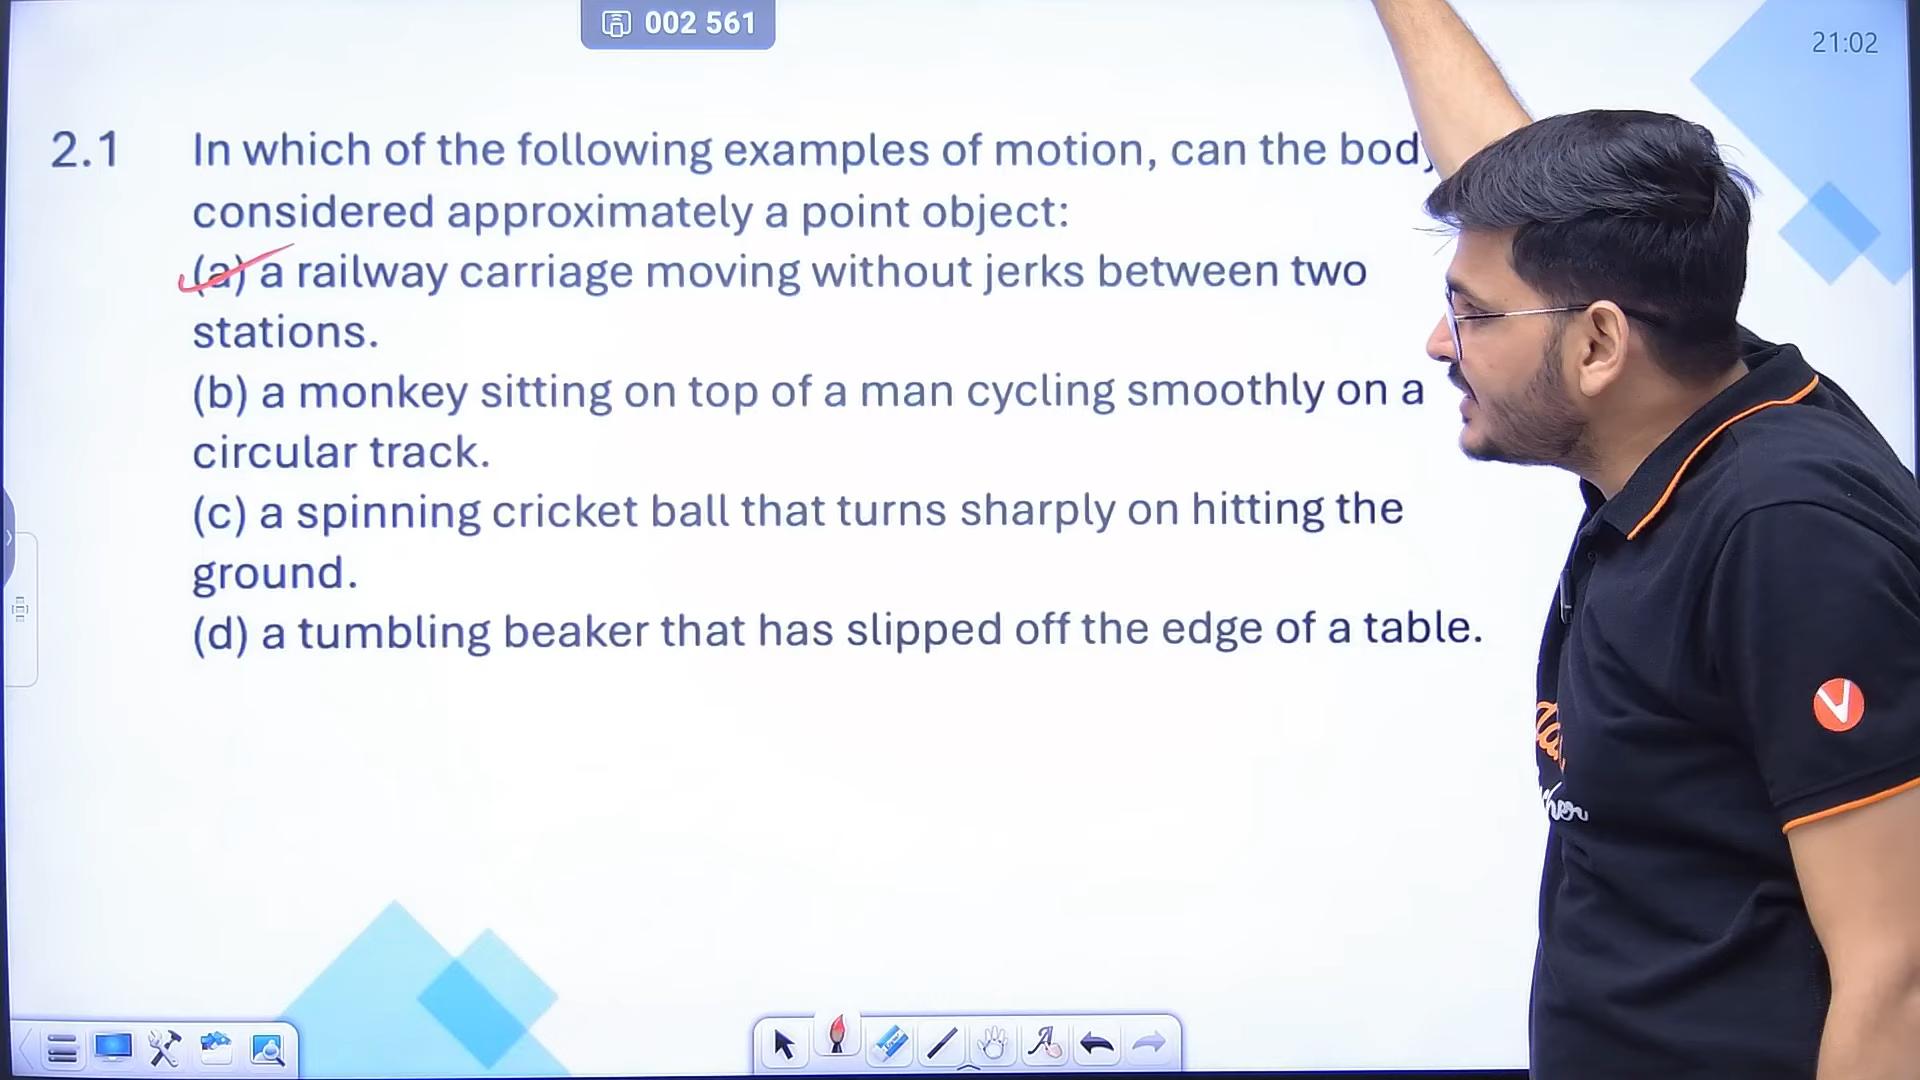 002 561
21:02
2.1 In which of the following examples of motion, can the body
considered approximately a point object:
(a) a railway carriage moving without jerks between two
stations.
(b) a monkey sitting on top of a man cycling smoothly on a
circular track.
(c) a spinning cricket ball that turns sharply on hitting the
ground.
(d) a tumbling beaker that has slipped off the edge of a table.
V